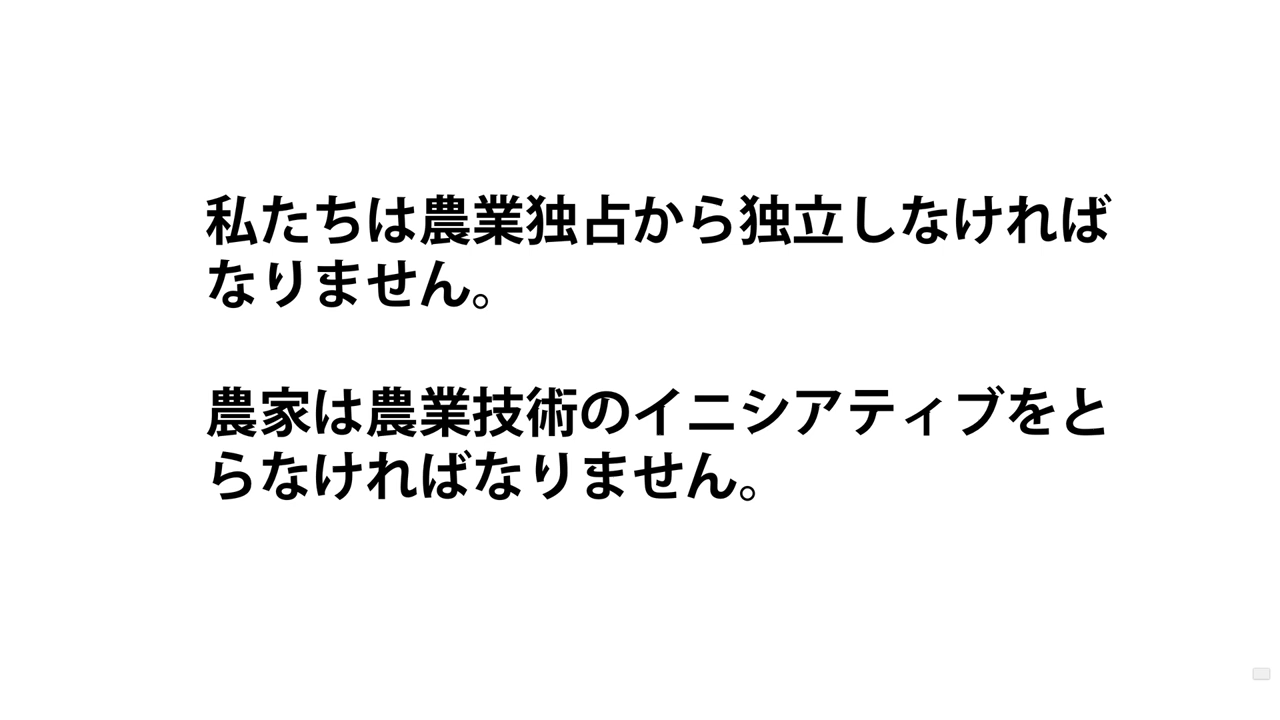 私たちは農業独占から独立しなければ
なりません。
農家は農業技術のイニシアティブをと
らなければなりません。